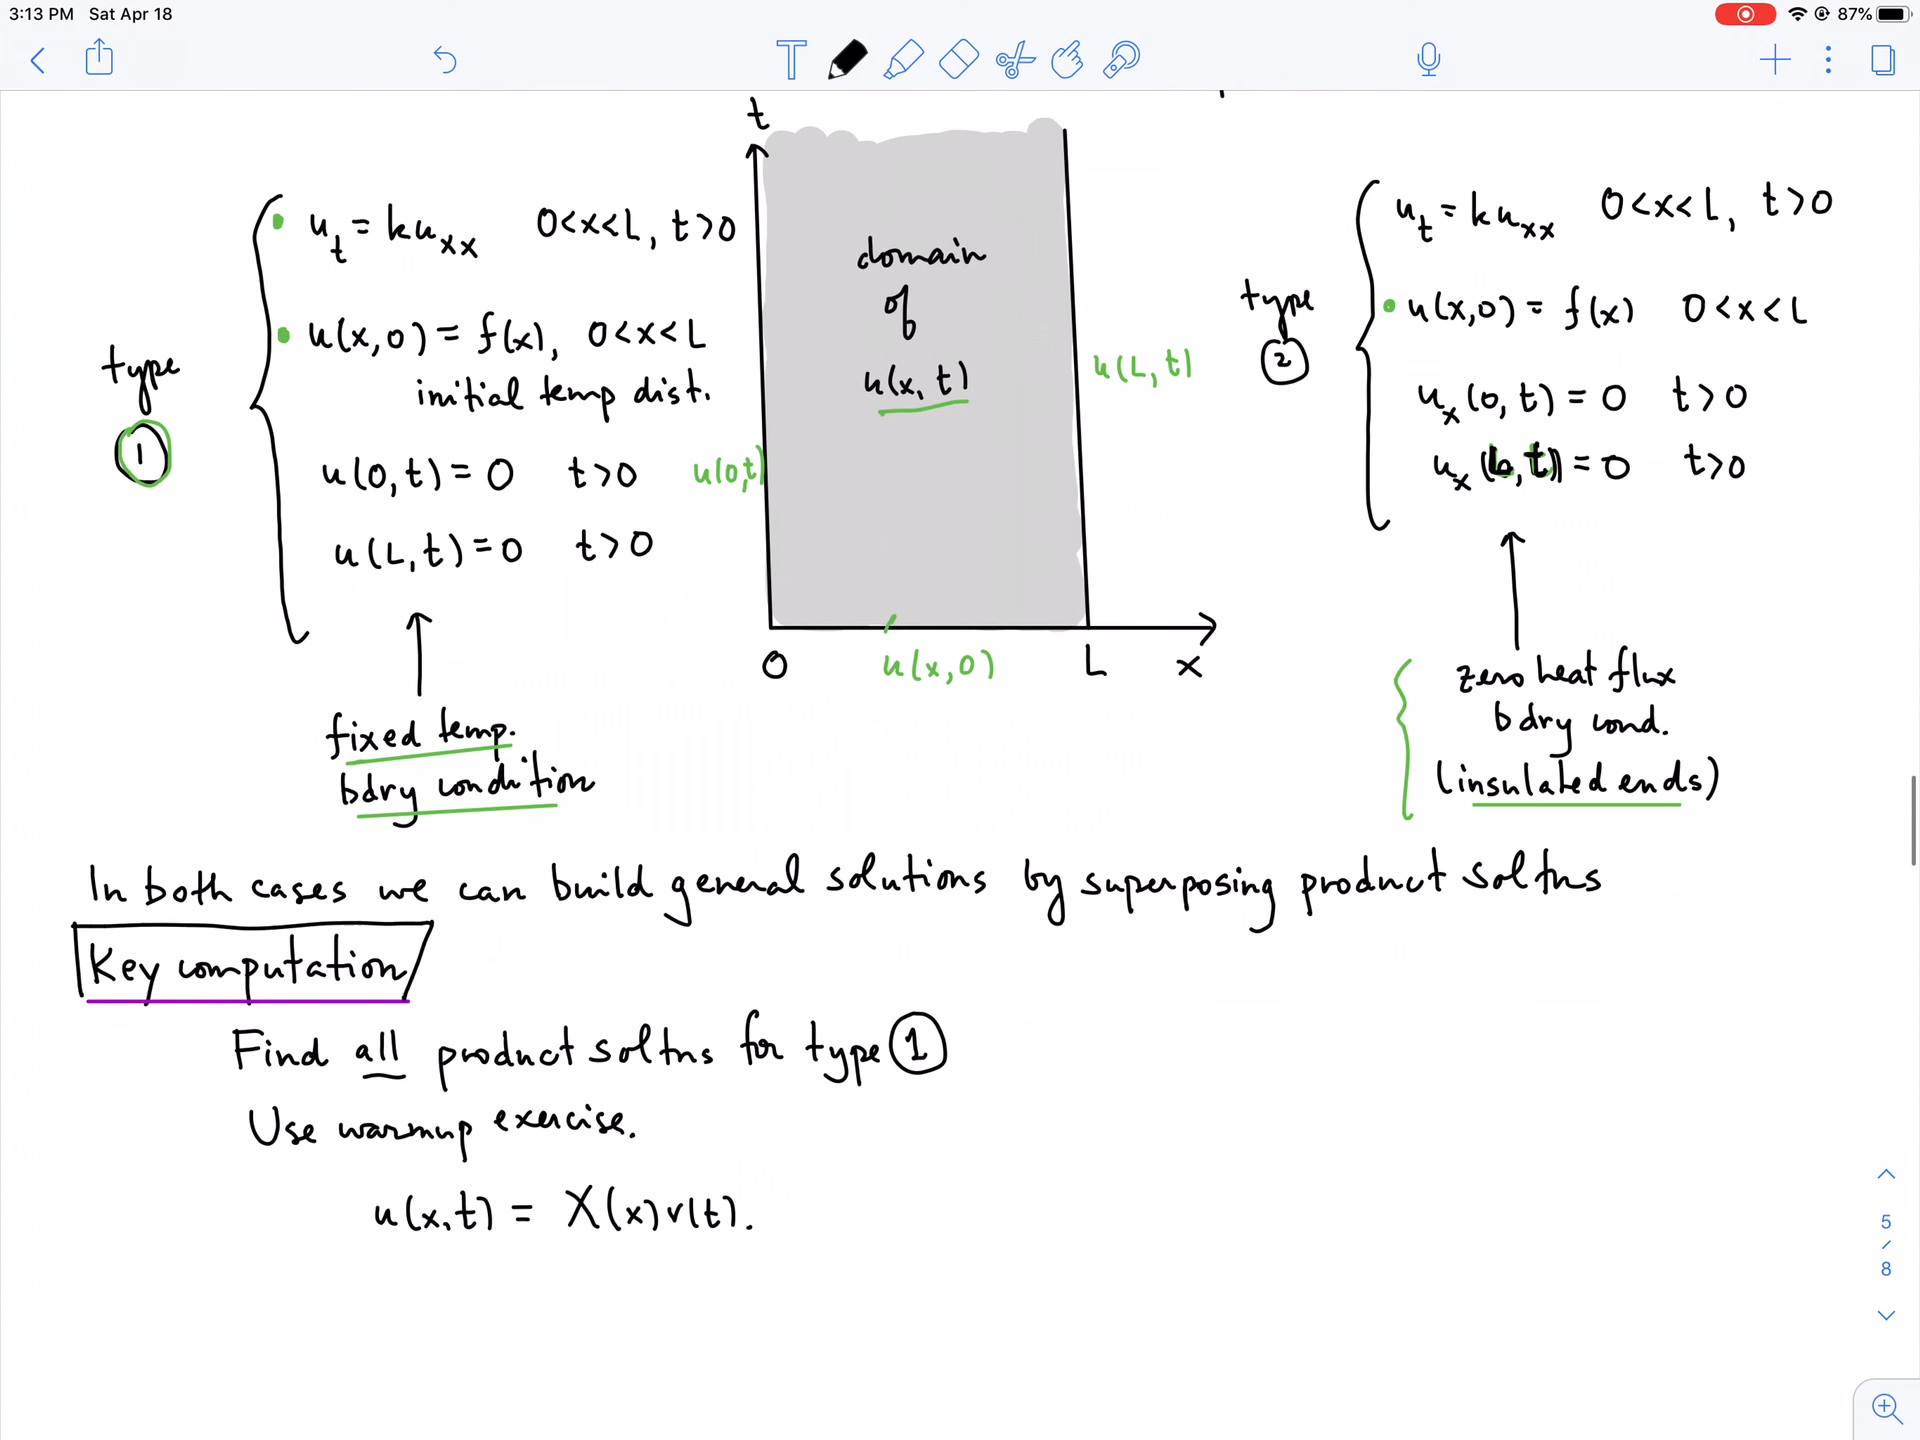 3:13 PM Sat Apr 18
87%
t
type
1
u_t = ku_xx 0<x<L, t>0
u(x,0) = f(x), 0<x<L
initial temp dist.
u(0,t) = 0 t>0
u(L,t) = 0 t>0
fixed temp.
bdry condition
domain
of
u(x,t)
u(0,t)
u(L,t)
0
u(x,0)
L
x
type
2
u_t = ku_xx 0<x<L, t>0
u(x,0) = f(x) 0<x<L
u_x(0,t) = 0 t>0
u_x(L,t) = 0 t>0
zero heat flux
bdry cond.
(insulated ends)
In both cases we can build general solutions by superposing product soltns
Key computation
Find all product soltns for type 1
Use warmup exercise.
u(x,t) = X(x)v(t).
5
/
8